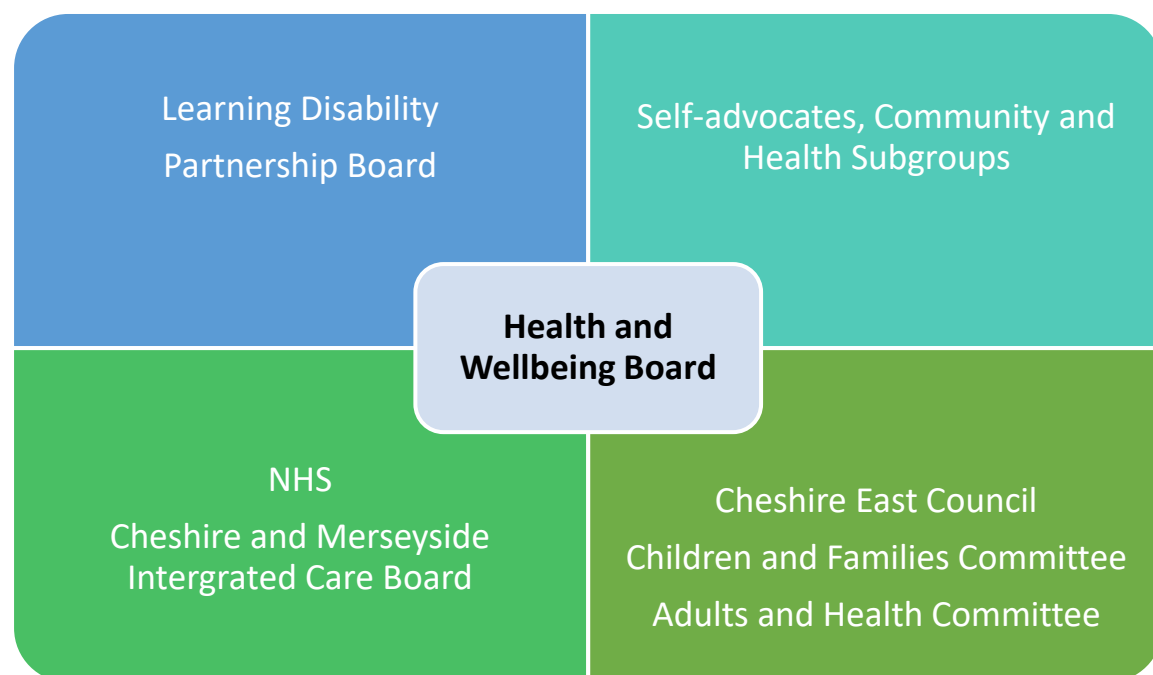 Learning Disability
Partnership Board
Self-advocates, Community and
Health Subgroups
Health and
Wellbeing Board
NHS
Cheshire and Merseyside
Intergrated Care Board
Cheshire East Council
Children and Families Committee
Adults and Health Committee